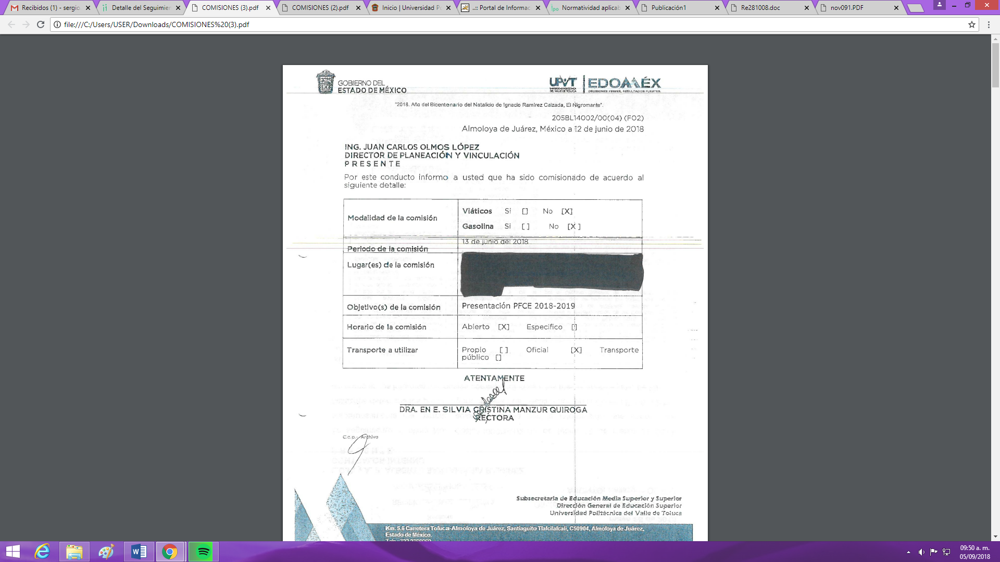 Recibidos (1) - sergio
Detalle del Seguimien
COMISIONES (3).pdf
COMISIONES (2).pdf
Inicio | Universidad Po
..:: Portal de Informac
Normatividad aplicab
Publicación1
Re281008.doc
nov091.PDF
file:///C:/Users/USER/Downloads/COMISIONES%20(3).pdf
GOBIERNO DEL
ESTADO DE MÉXICO
UPVT
UNIVERSIDAD POLITÉCNICA
DEL VALLE DE TOLUCA
EDOMÉX
DECISIONES FIRMES, RESULTADOS FUERTES.
"2018. Año del Bicentenario del Natalicio de Ignacio Ramírez Calzada, El Nigromante".
205BL14002/00(04) (FO2)
Almoloya de Juárez, México a 12 de junio de 2018
ING. JUAN CARLOS OLMOS LÓPEZ
DIRECTOR DE PLANEACIÓN Y VINCULACIÓN
P R E S E N T E
Por este conducto informo a usted que ha sido comisionado de acuerdo al
siguiente detalle:
Modalidad de la comisión
Viáticos Si [] No [X]
Gasolina Si [ ] No [X ]
Periodo de la comisión
13 de junio del 2018
Lugar(es) de la comisión
Objetivo(s) de la comisión
Presentación PFCE 2018-2019
Horario de la comisión
Abierto [X] Especifico []
Transporte a utilizar
Propio [ ] Oficial [X] Transporte
público []
ATENTAMENTE
DRA. EN E. SILVIA CRISTINA MANZUR QUIROGA
RECTORA
C.c.p.- Archivo
Subsecretaría de Educación Media Superior y Superior
Dirección General de Educación Superior
Universidad Politécnica del Valle de Toluca
Km. 5.6 Carretera Toluca-Almoloya de Juárez, Santiaguito Tlalcilalcali, C50904, Almoloya de Juárez,
Estado de México.
09:50 a. m.
05/09/2018